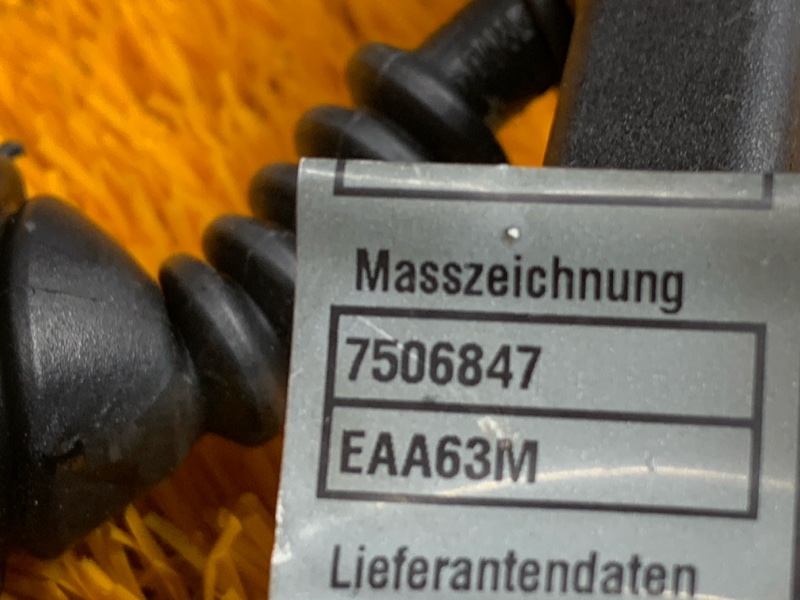 Masszeichnung
7506847
EAA63M
Lieferantendaten